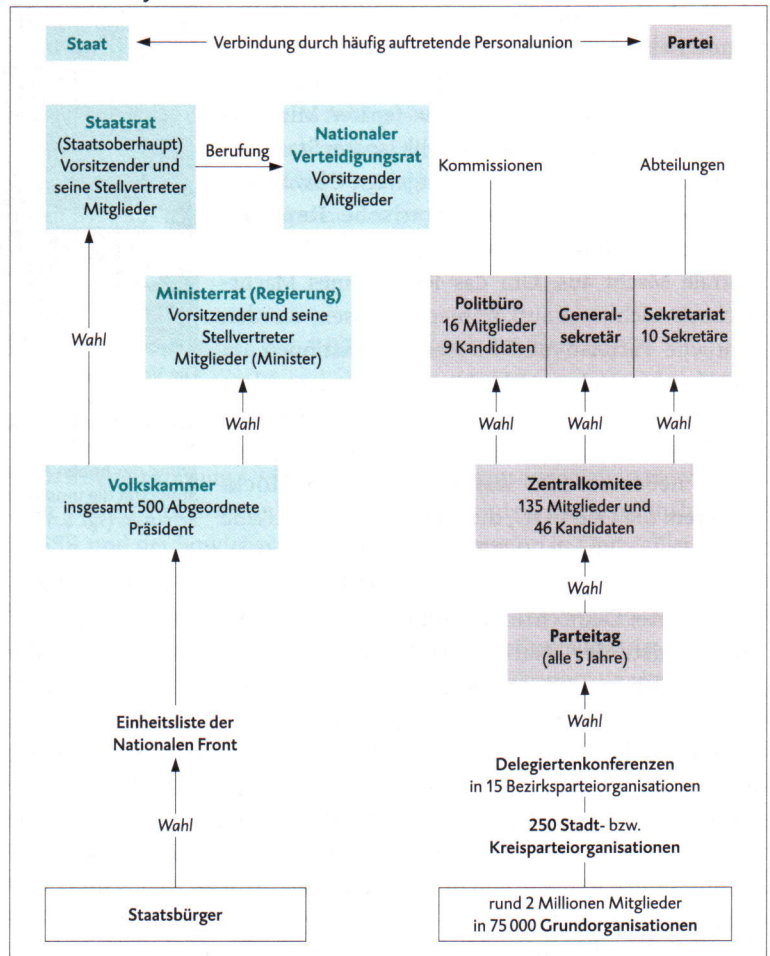 Staat
Verbindung durch häufig auftretende Personalunion
Partei
Staatsrat
(Staatsoberhaupt)
Vorsitzender und
seine Stellvertreter
Mitglieder
Berufung
Nationaler
Verteidigungsrat
Vorsitzender
Mitglieder
Kommissionen
Abteilungen
Wahl
Ministerrat (Regierung)
Vorsitzender und seine
Stellvertreter
Mitglieder (Minister)
Politbüro
16 Mitglieder
9 Kandidaten
General-
sekretär
Sekretariat
10 Sekretäre
Wahl
Wahl
Wahl
Wahl
Volkskammer
insgesamt 500 Abgeordnete
Präsident
Zentralkomitee
135 Mitglieder und
46 Kandidaten
Wahl
Parteitag
(alle 5 Jahre)
Wahl
Einheitsliste der
Nationalen Front
Delegiertenkonferenzen
in 15 Bezirksparteiorganisationen
Wahl
250 Stadt- bzw.
Kreisparteiorganisationen
Staatsbürger
rund 2 Millionen Mitglieder
in 75 000 Grundorganisationen